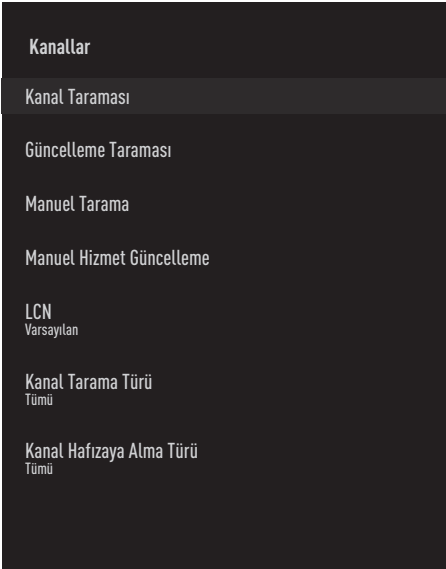 Kanallar
Kanal Taraması
Güncelleme Taraması
Manuel Tarama
Manuel Hizmet Güncelleme
LCN
Varsayılan
Kanal Tarama Türü
Tümü
Kanal Hafızaya Alma Türü
Tümü